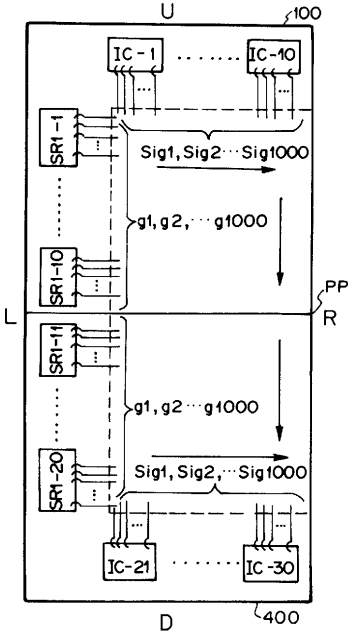 U
100
IC-1 ······· IC-10
SR1-1
Sig1, Sig2 ··· Sig1000
g1, g2, ··· g1000
SR1-10
PP
L
R
SR1-11
g1, g2 ··· g1000
Sig1, Sig2, ··· Sig1000
SR1-20
IC-21 ······· IC-30
D
400